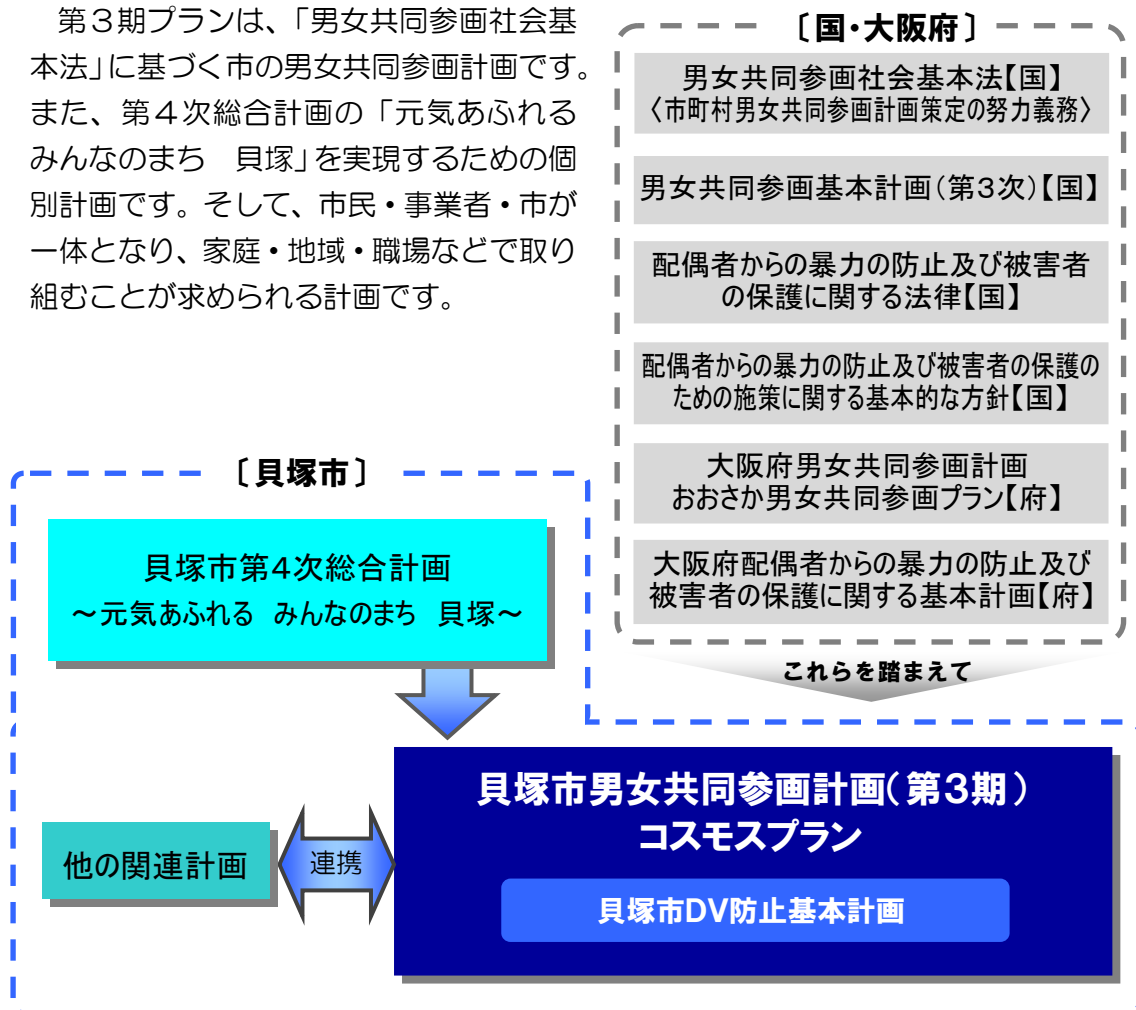 第３期プランは、「男女共同参画社会基
本法」に基づく市の男女共同参画計画です。
また、第４次総合計画の「元気あふれる
みんなのまち　貝塚」を実現するための個
別計画です。そして、市民・事業者・市が
一体となり、家庭・地域・職場などで取り
組むことが求められる計画です。
〔国・大阪府〕
男女共同参画社会基本法【国】
〈市町村男女共同参画計画策定の努力義務〉
男女共同参画基本計画（第３次）【国】
配偶者からの暴力の防止及び被害者
の保護に関する法律【国】
配偶者からの暴力の防止及び被害者の保護の
ための施策に関する基本的な方針【国】
大阪府男女共同参画計画
おおさか男女共同参画プラン【府】
大阪府配偶者からの暴力の防止及び
被害者の保護に関する基本計画【府】
これらを踏まえて
〔貝塚市〕
貝塚市第４次総合計画
～元気あふれる　みんなのまち　貝塚～
貝塚市男女共同参画計画（第３期）
コスモスプラン
貝塚市DV防止基本計画
他の関連計画
連携